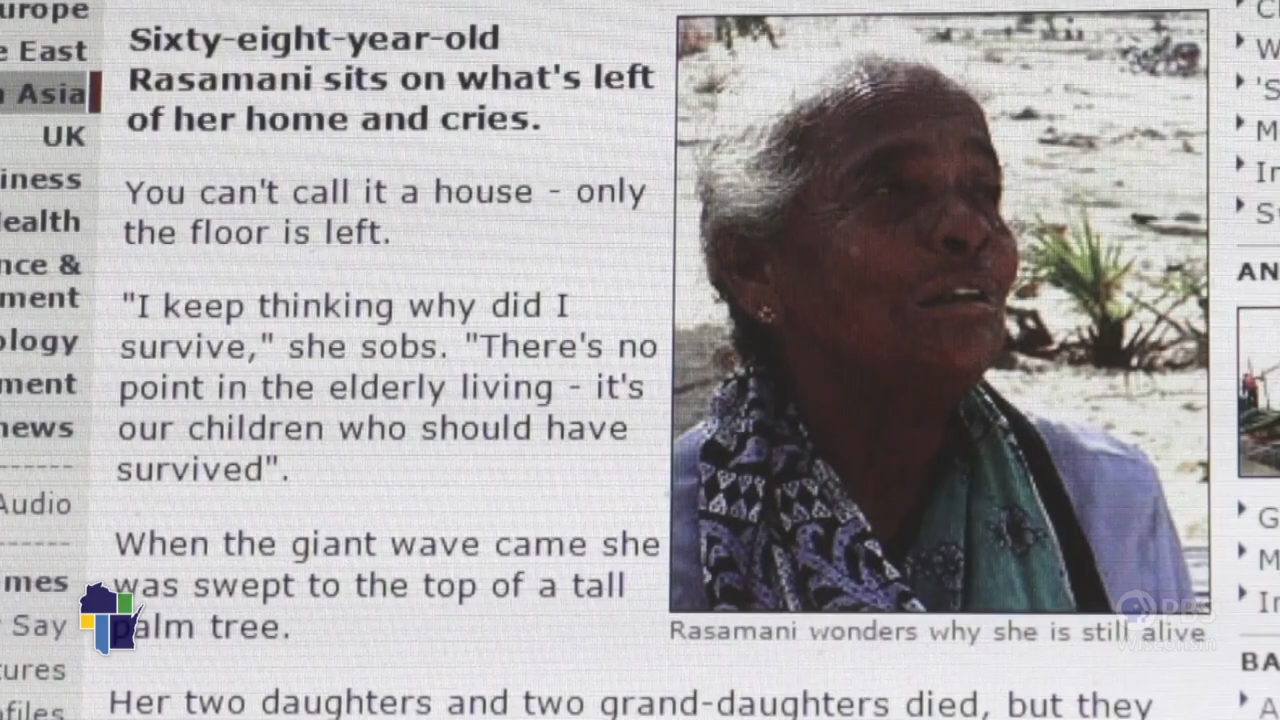 urope
e East
Asia
UK
iness
ealth
nce &
ment
ology
ment
news
Audio
mes
Say
tures
ofiles
Sixty-eight-year-old
Rasamani sits on what's left
of her home and cries.
You can't call it a house - only
the floor is left.
"I keep thinking why did I
survive," she sobs. "There's no
point in the elderly living - it's
our children who should have
survived".
When the giant wave came she
was swept to the top of a tall
palm tree.
Her two daughters and two grand-daughters died, but they
Rasamani wonders why she is still alive
PBS
Wisconsin
C
W
'S
M
Ir
S
AN
G
M
Ir
BA
A